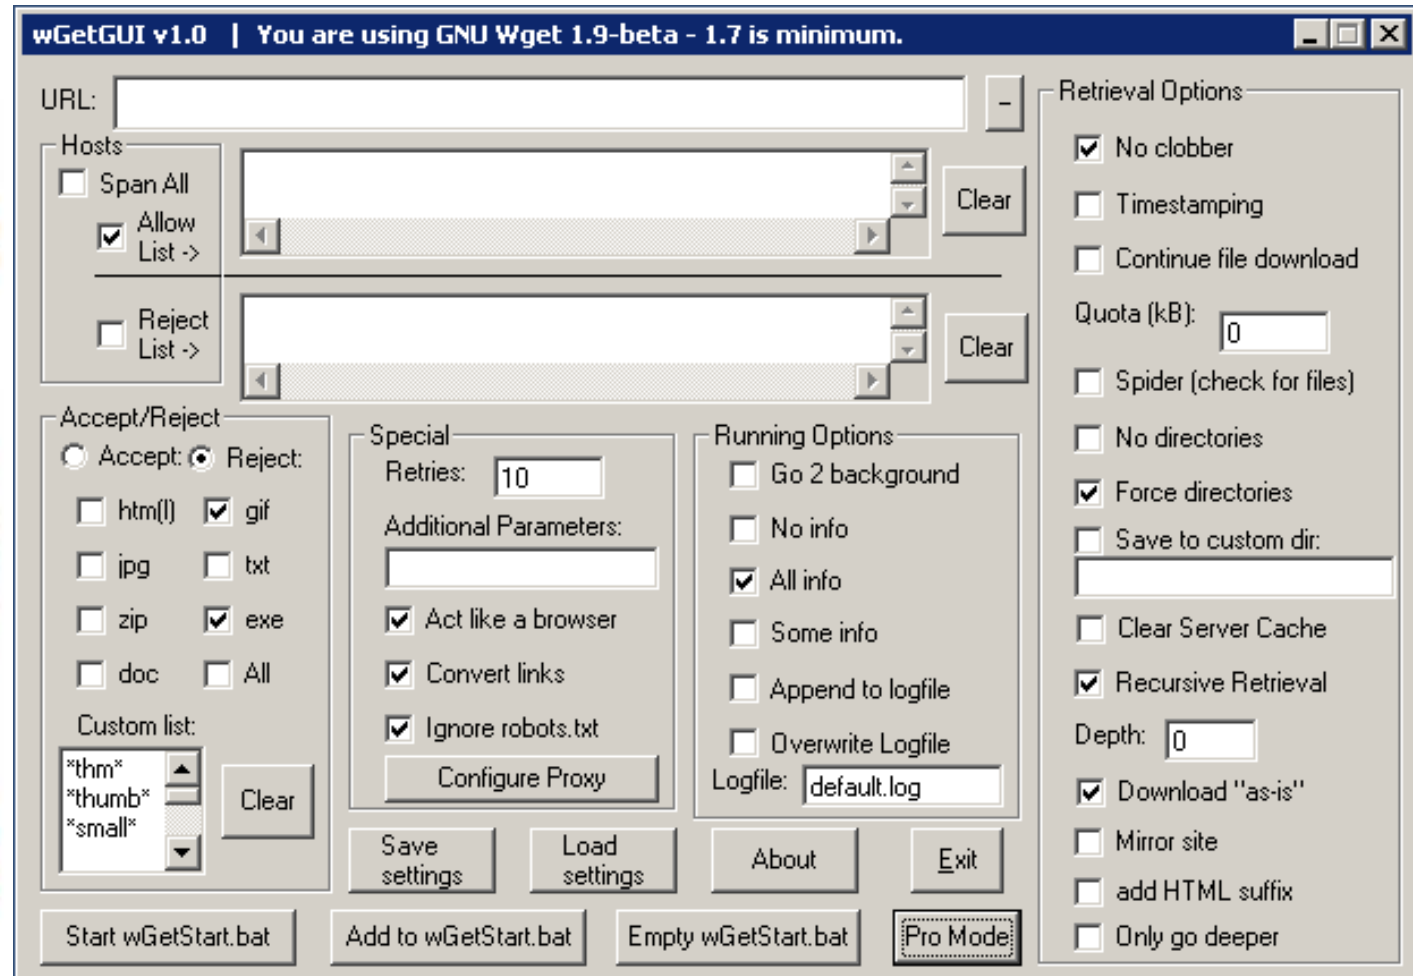 wGetGUI v1.0 | You are using GNU Wget 1.9-beta - 1.7 is minimum.
URL:
-
Hosts
Span All
Allow
List ->
Clear
Reject
List ->
Clear
Accept/Reject
Accept: Reject:
htm(l) gif
jpg txt
zip exe
doc All
Custom list:
*thm*
*thumb*
*small*
Clear
Special
Retries: 10
Additional Parameters:
Act like a browser
Convert links
Ignore robots.txt
Configure Proxy
Running Options
Go 2 background
No info
All info
Some info
Append to logfile
Overwrite Logfile
Logfile: default.log
Retrieval Options
No clobber
Timestamping
Continue file download
Quota (kB): 0
Spider (check for files)
No directories
Force directories
Save to custom dir:
Clear Server Cache
Recursive Retrieval
Depth: 0
Download "as-is"
Mirror site
add HTML suffix
Only go deeper
Save
settings
Load
settings
About
Exit
Start wGetStart.bat
Add to wGetStart.bat
Empty wGetStart.bat
Pro Mode